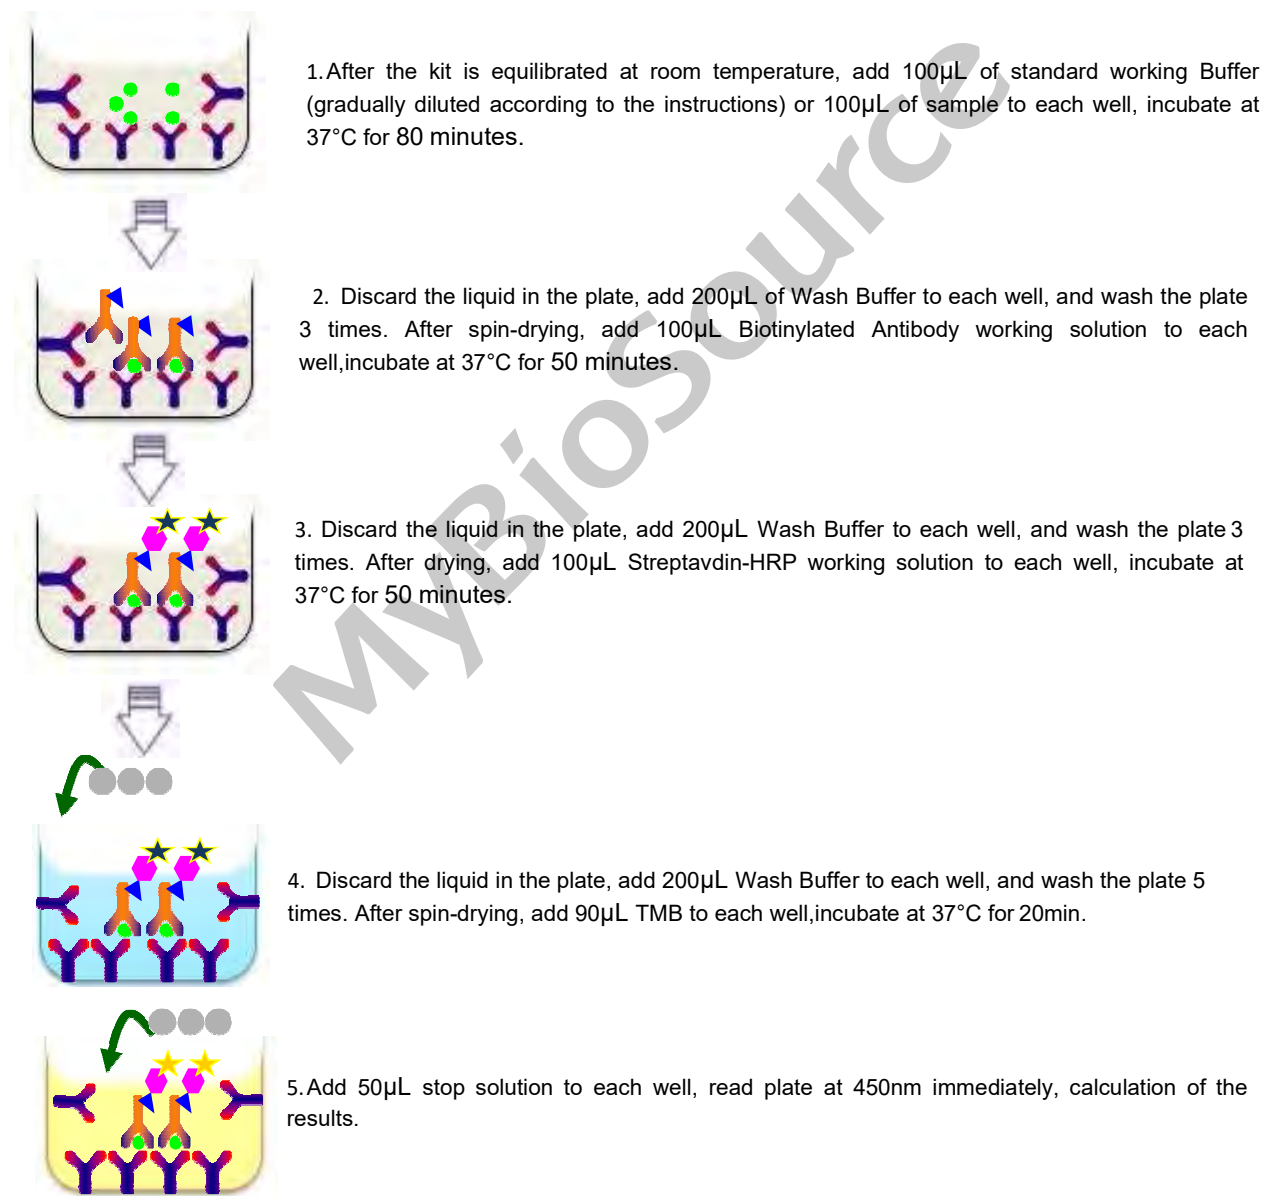 1.After the kit is equilibrated at room temperature, add 100μL of standard working Buffer
(gradually diluted according to the instructions) or 100μL of sample to each well, incubate at
37°C for 80 minutes.
2. Discard the liquid in the plate, add 200μL of Wash Buffer to each well, and wash the plate
3 times. After spin-drying, add 100μL Biotinylated Antibody working solution to each
well,incubate at 37°C for 50 minutes.
3. Discard the liquid in the plate, add 200μL Wash Buffer to each well, and wash the plate 3
times. After drying, add 100μL Streptavdin-HRP working solution to each well, incubate at
37°C for 50 minutes.
MyBioSource
4. Discard the liquid in the plate, add 200μL Wash Buffer to each well, and wash the plate 5
times. After spin-drying, add 90μL TMB to each well,incubate at 37°C for 20min.
5.Add 50μL stop solution to each well, read plate at 450nm immediately, calculation of the
results.